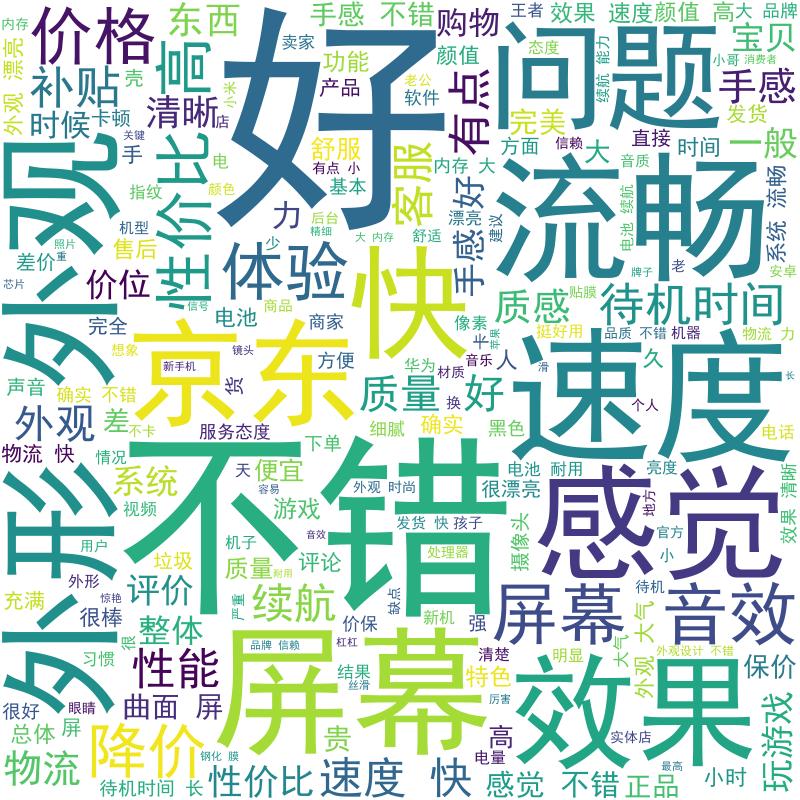 内存
价格
东西
手感 不错
购物
王者
效果
速度
颜值
高
大 品牌
宝贝
外观 漂亮
壳
高
卖家
功能
颜值
态度
续航 能力
小哥
消费者
补贴
清晰
店
小米
好
产品
老公
软件
有点
问题
手感
时候
卡顿
关键
舒服
客服
完美
发货
一般
手
有点 小
方面
信赖
大
直接
时间
外观
性价比
电
指纹
颜色
基本
内存 大
音质
流畅
电池 续航
系统 流畅
机型
力
后台
精细
漂亮
建议
手感 好
差价
照片
重
售后
少
大 内存
舒适
牌子
老
安卓
芯片
价位
信号
体验
商品
快
质感
贴膜
待机时间
完全
电池
商家
像素
挺好用
品质 不错
机器
物流 力
京东
想象
新手机
镜头
方便
卡
苹果
速度
声音
确实 不错
货
华为
音乐
人
滑
久
长
外观
差
不卡
服务态度
质量 好
材质
换
确实
细腻
黑色
个人
电话
物流 快
情况
下单
不错
天
便宜
容易
外观 时尚
电池 耐用
很漂亮
亮度
感觉
地方
效果 清晰
外形
系统
视频
游戏
音效
发货 快
孩子
摄像头
官方
用户
机子
处理器
小
垃圾
评论
外形
质量
耐用
充满
惊艳
评价
严重
续航
价保
缺点
新机
屏幕
待机
音效
很棒
很
整体
强
品牌 信赖
杠杠
大气
外观 大气
外观设计 不错
习惯
性能
屏幕
结果
丝滑
清楚
特色
明显
效果
保价
很好
眼睛
曲面 屏
厉害
玩游戏
总体
屏
降价
贵
高
实体店
物流
钢化 膜
电量
最高
待机时间 长
性价比
速度 快
感觉 不错
正品
小时